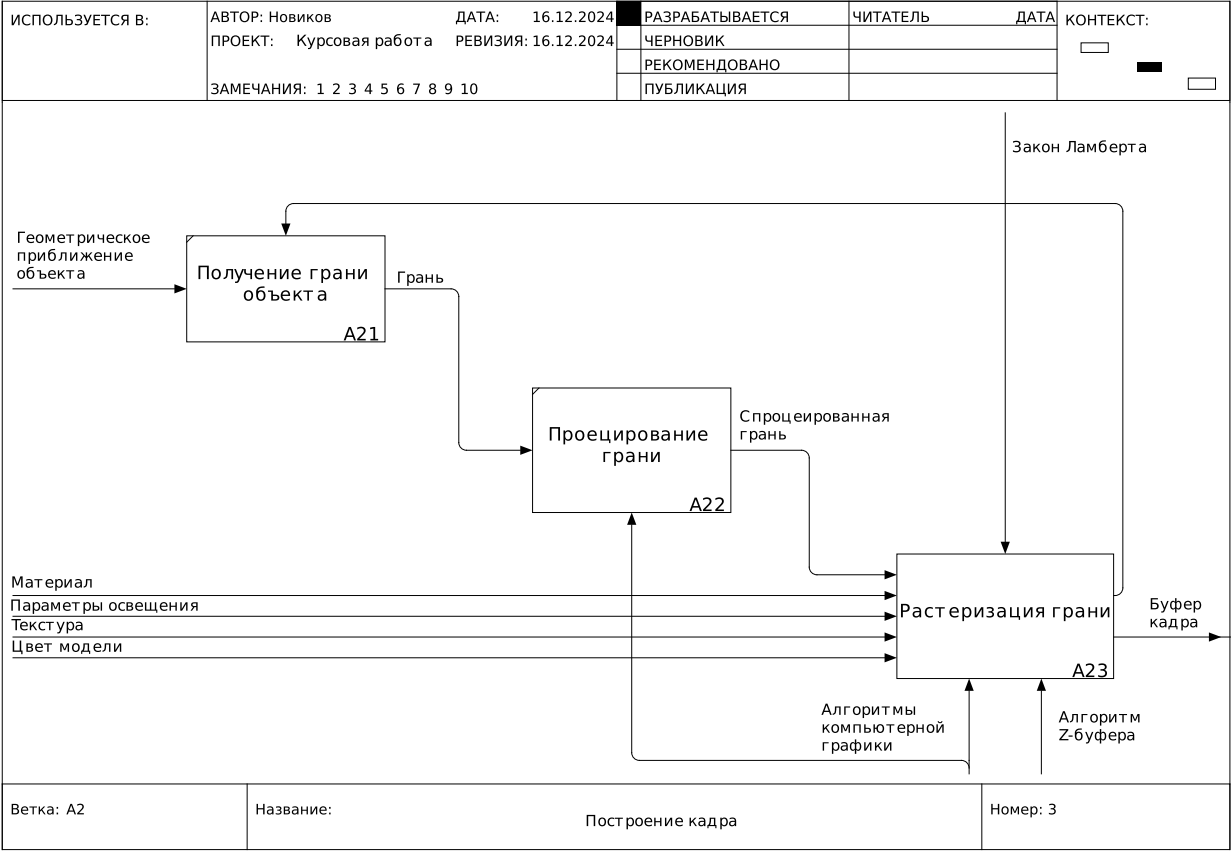 ИСПОЛЬЗУЕТСЯ В:
АВТОР: Новиков
ДАТА: 16.12.2024
ПРОЕКТ: Курсовая работа
РЕВИЗИЯ: 16.12.2024
ЗАМЕЧАНИЯ: 1 2 3 4 5 6 7 8 9 10
РАЗРАБАТЫВАЕТСЯ
ЧЕРНОВИК
РЕКОМЕНДОВАНО
ПУБЛИКАЦИЯ
ЧИТАТЕЛЬ
ДАТА
КОНТЕКСТ:
Закон Ламберта
Геометрическое
приближение
объекта
Получение грани
объекта
A21
Грань
Проецирование
грани
A22
Спроцеированная
грань
Материал
Параметры освещения
Текстура
Цвет модели
Растеризация грани
A23
Буфер
кадра
Алгоритмы
компьютерной
графики
Алгоритм
Z-буфера
Ветка: A2
Название:
Построение кадра
Номер: 3